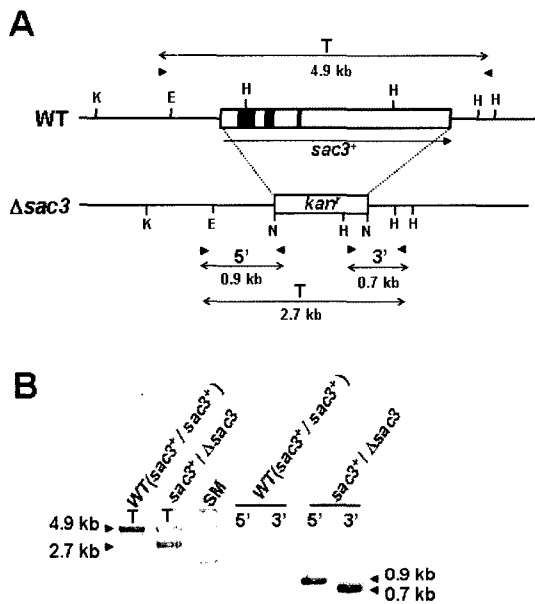 A
T
4.9 kb
K E H H H H
WT
sac3+
Δsac3
kanʳ
K E N H N H H
5' 3'
0.9 kb 0.7 kb
T
2.7 kb
B
WT(sac3+/sac3+)
sac3+/Δsac3
SM
WT(sac3+/sac3+)
sac3+/Δsac3
T T 5' 3' 5' 3'
4.9 kb
2.7 kb
0.9 kb
0.7 kb